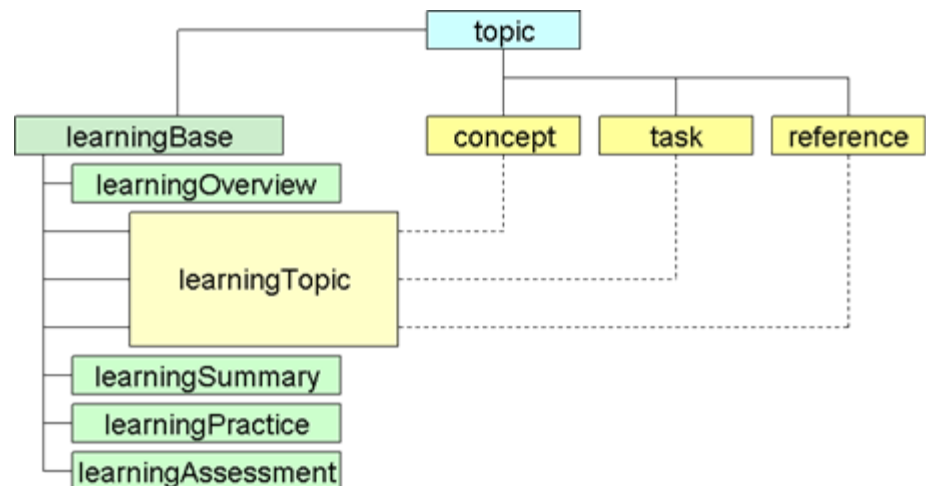 topic
learningBase
concept
task
reference
learningOverview
learningTopic
learningSummary
learningPractice
learningAssessment